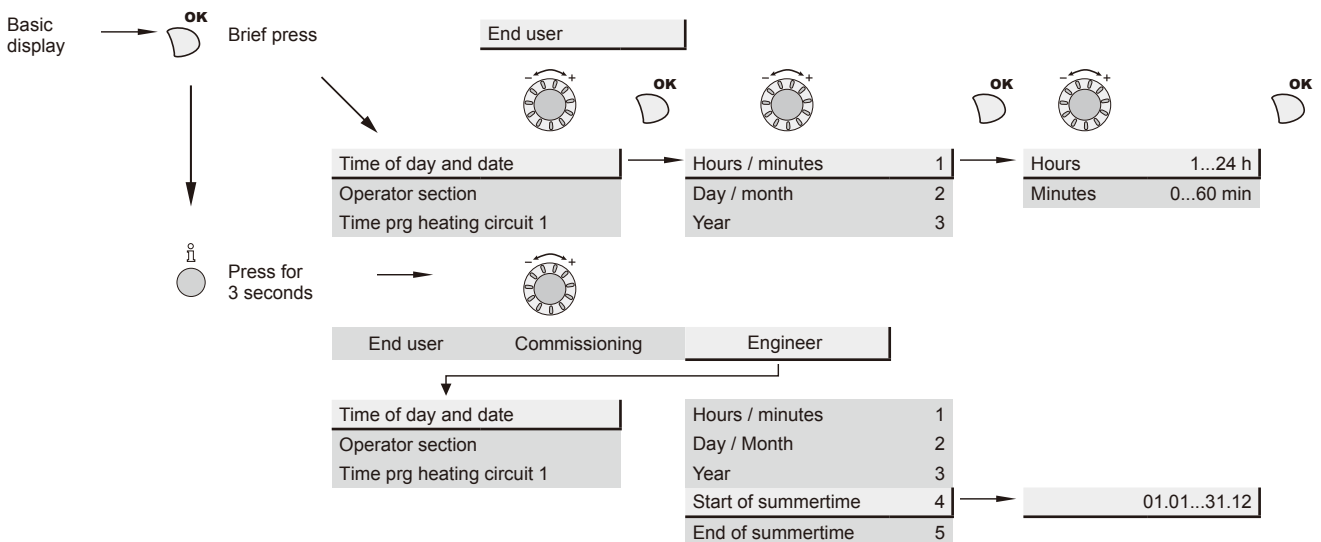 Basic
display
OK
Brief press
End user
- +
OK
- +
OK
- +
OK
Time of day and date
Operator section
Time prg heating circuit 1
Hours / minutes 1
Day / month 2
Year 3
Hours 1...24 h
Minutes 0...60 min
i
Press for
3 seconds
- +
End user Commissioning Engineer
Time of day and date
Operator section
Time prg heating circuit 1
Hours / minutes 1
Day / Month 2
Year 3
Start of summertime 4
End of summertime 5
01.01...31.12